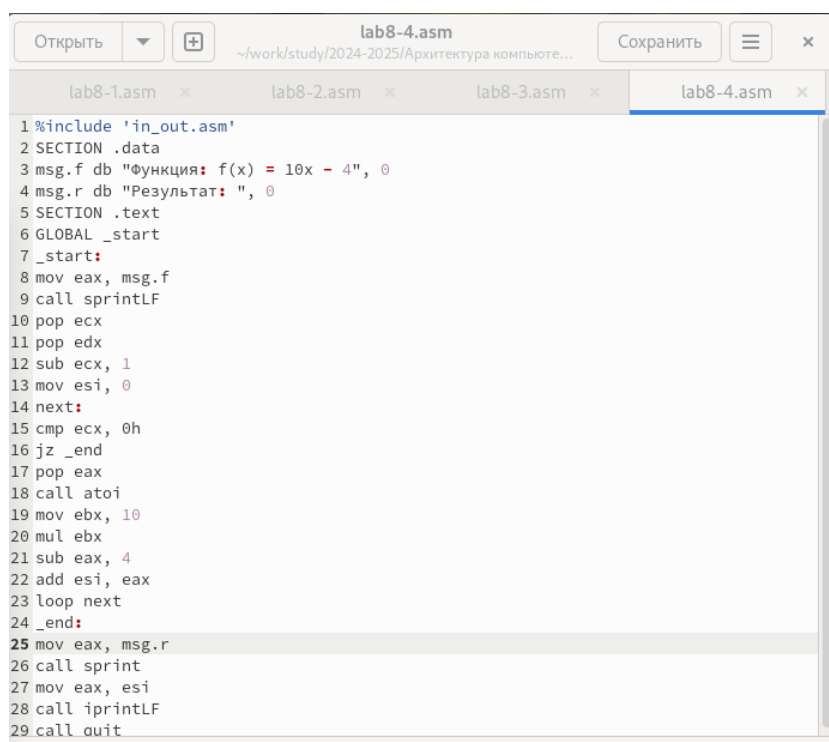 Открыть
lab8-4.asm
~/work/study/2024-2025/Архитектура компьюте...
Сохранить
lab8-1.asm × lab8-2.asm × lab8-3.asm × lab8-4.asm ×
1 %include 'in_out.asm'
2 SECTION .data
3 msg.f db "Функция: f(x) = 10x - 4", 0
4 msg.r db "Результат: ", 0
5 SECTION .text
6 GLOBAL _start
7 _start:
8 mov eax, msg.f
9 call sprintLF
10 pop ecx
11 pop edx
12 sub ecx, 1
13 mov esi, 0
14 next:
15 cmp ecx, 0h
16 jz _end
17 pop eax
18 call atoi
19 mov ebx, 10
20 mul ebx
21 sub eax, 4
22 add esi, eax
23 loop next
24 _end:
25 mov eax, msg.r
26 call sprint
27 mov eax, esi
28 call iprintLF
29 call quit